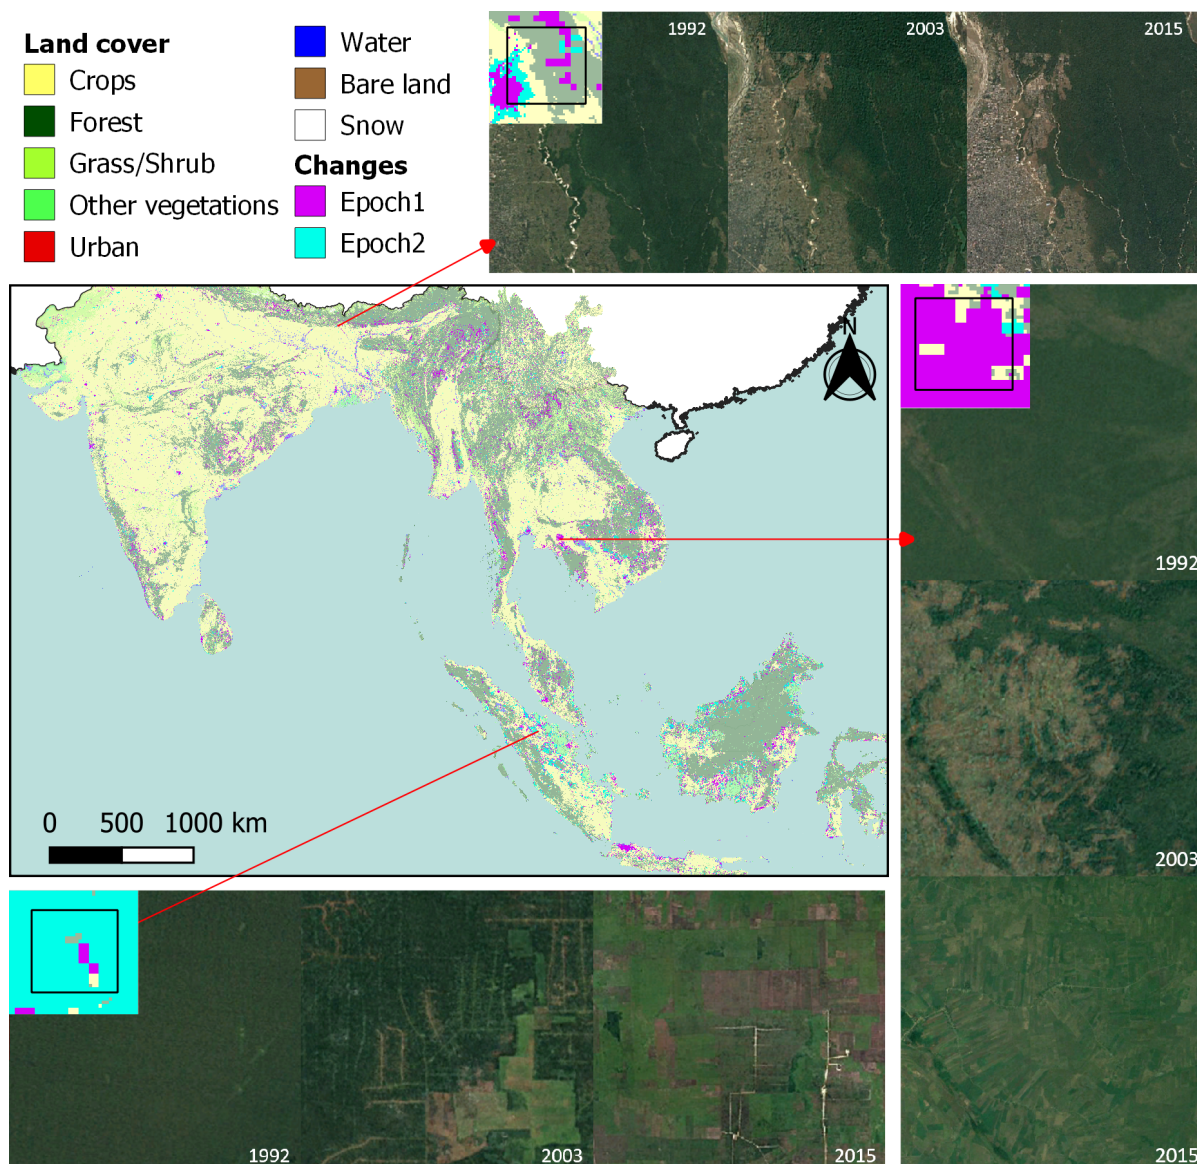 Land cover
Crops
Forest
Grass/Shrub
Other vegetations
Urban
Water
Bare land
Snow
Changes
Epoch1
Epoch2
1992
2003
2015
N
0 500 1000 km
1992
2003
2015
1992
2003
2015